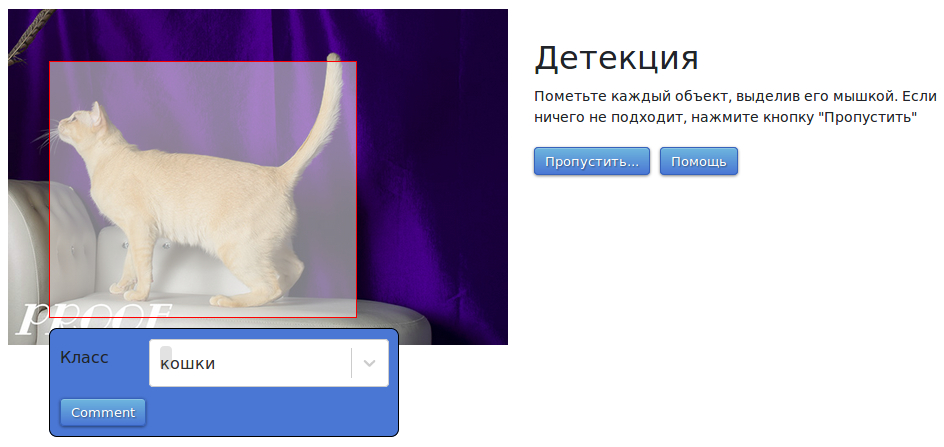 Детекция
Пометьте каждый объект, выделив его мышкой. Если
ничего не подходит, нажмите кнопку "Пропустить"
Пропустить... Помощь
PROOF
Класс кошки
Comment